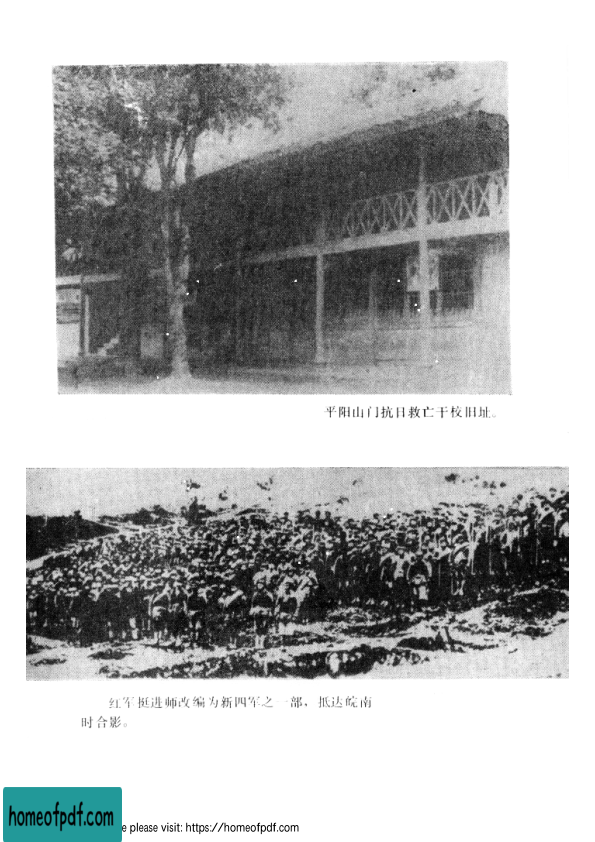 平阳山门抗日救亡干校旧址。
红军挺进师改编为新四军之一部，抵达皖南
时合影。
homeofpdf.com
e please visit: https://homeofpdf.com